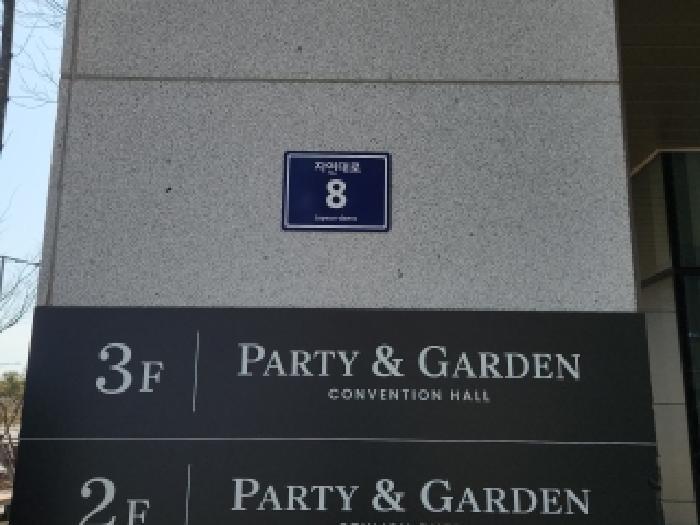 자연대로
8
3F
PARTY & GARDEN
CONVENTION HALL
2F
PARTY & GARDEN